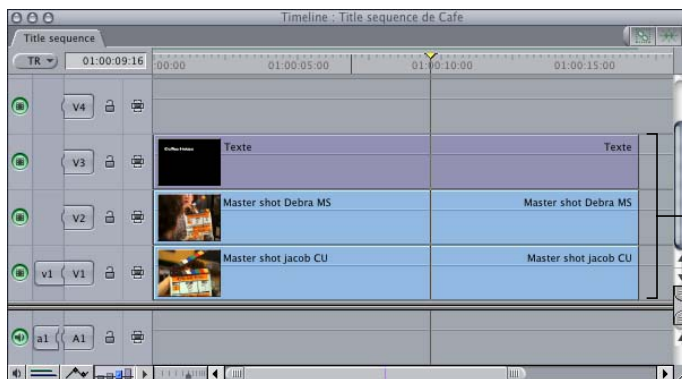 Timeline : Title sequence de Cafe
Title sequence
TR 01:00:09:16 :00:00 01:00:05:00 01:00:10:00 01:00:15:00
V4
V3 Texte Texte
V2 Master shot Debra MS Master shot Debra MS
v1 V1 Master shot jacob CU Master shot jacob CU
a1 A1